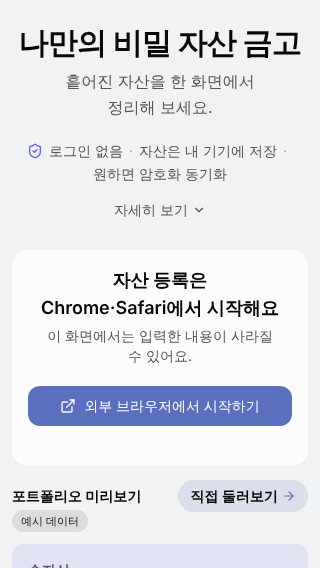 나만의 비밀 자산 금고
흩어진 자산을 한 화면에서
정리해 보세요.
로그인 없음 · 자산은 내 기기에 저장 ·
원하면 암호화 동기화
자세히 보기
자산 등록은
Chrome·Safari에서 시작해요
이 화면에서는 입력한 내용이 사라질
수 있어요.
외부 브라우저에서 시작하기
포트폴리오 미리보기
직접 둘러보기
예시 데이터